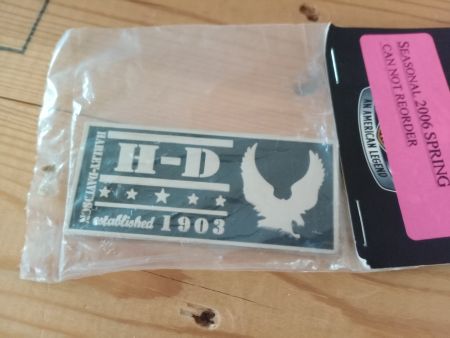 HARLEY-DAVIDSON
H-D
established 1903
SEASONAL 2006 SPRING
CAN NOT REORDER
AN AMERICAN LEGEND